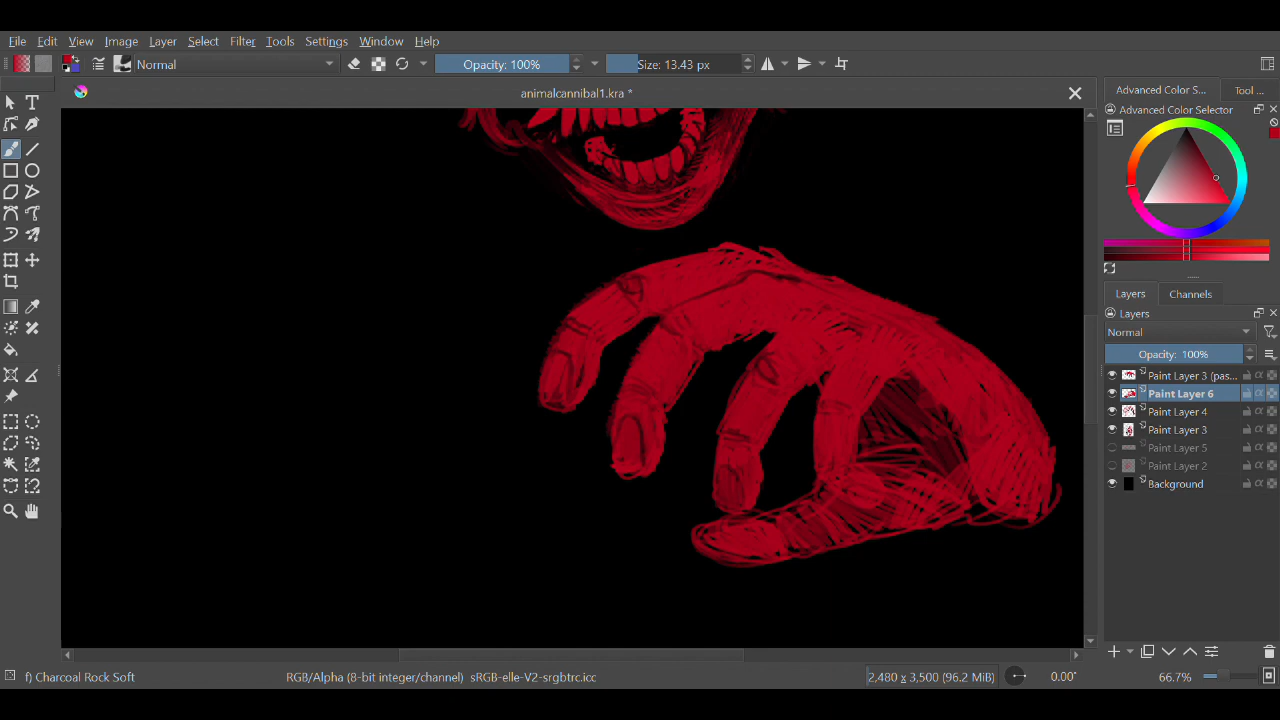 File Edit View Image Layer Select Filter Tools Settings Window Help
Normal Opacity: 100% Size: 13.43 px
animalcannibal1.kra *
Advanced Color S... Tool ...
Advanced Color Selector
Layers Channels
Layers
Normal
Opacity: 100%
Paint Layer 3 (pas...
Paint Layer 6
Paint Layer 4
Paint Layer 3
Paint Layer 5
Paint Layer 2
Background
f) Charcoal Rock Soft RGB/Alpha (8-bit integer/channel) sRGB-elle-V2-srgbtrc.icc 2,480 x 3,500 (96.2 MiB) 0.00° 66.7%